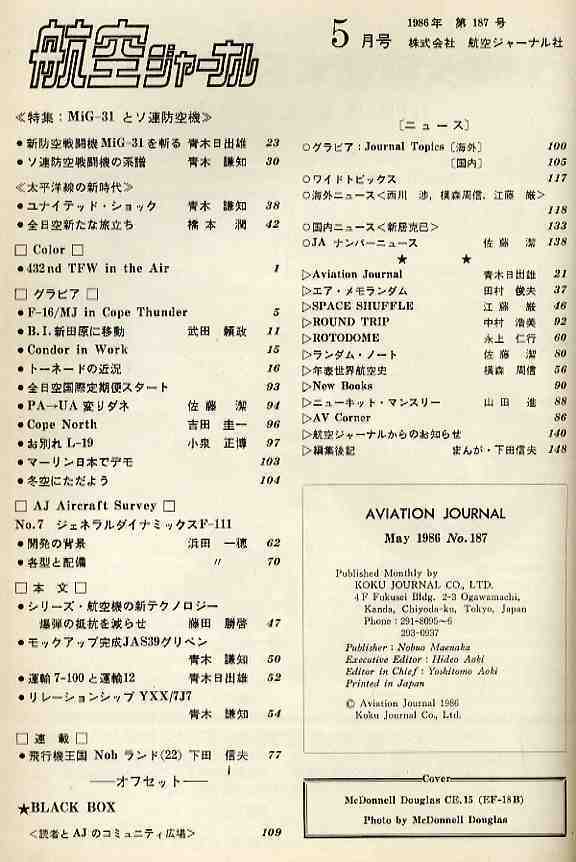 航空ジャーナル
5月号
1986年 第187号
株式会社 航空ジャーナル社
≪特集：MiG-31とソ連防空機≫
●新防空戦闘機MiG-31を斬る 青木日出雄 23
●ソ連防空戦闘機の系譜 青木 謙知 30
≪太平洋線の新時代≫
●ユナイテッド・ショック 青木 謙知 38
●全日空新たな旅立ち 橋本 潤 42
□ Color □
●432nd TFW in the Air 1
□ グラビア □
●F-16/MJ in Cope Thunder 5
●B.I.新田原に移動 武田 頼政 11
●Condor in Work 15
●トーネードの近況 16
●全日空国際定期便スタート 93
●PA→UA 変りダネ 佐藤 潔 94
●Cope North 吉田 圭一 96
●お別れ L-19 小泉 正博 97
●マーリン日本でデモ 103
●冬空にただよう 104
□ AJ Aircraft Survey □
No.7 ジェネラルダイナミックスF-111
●開発の背景 浜田 一穂 62
●各型と配備 〃 70
□ 本 文 □
●シリーズ・航空機の新テクノロジー
爆弾の抵抗を減らせ 藤田 勝啓 47
●モックアップ完成JAS39グリペン
青木 謙知 50
●運輸7-100と運輸12 青木日出雄 52
●リレーションシップ YXX/7J7
青木 謙知 54
□ 連 載 □
●飛行機王国 Nob ランド(22) 下田 信夫 77
――オフセット――
★BLACK BOX
＜読者とAJのコミュニティ広場＞ 109
〔ニュース〕
○グラビア：Journal Topics〔海外〕 100
〔国内〕 105
○ワイドトピックス 117
○海外ニュース＜西川 渉，横森周信，江藤 巌＞
118
○国内ニュース＜新居克巳＞ 133
○JA ナンバーニュース 佐藤 潔 138
★ ★
▷Aviation Journal 青木日出雄 21
▷エア・メモランダム 田村 俊夫 37
▷SPACE SHUFFLE 江藤 巌 46
▷ROUND TRIP 中村 浩美 92
▷ROTODOME 永上 仁行 60
▷ランダム・ノート 佐藤 潔 80
▷年表世界航空史 横森 周信 56
▷New Books 90
▷ニューキット・マンスリー 山田 進 88
▷AV Corner 86
▷航空ジャーナルからのお知らせ 140
▷編集後記 まんが・下田信夫 148
AVIATION JOURNAL
May 1986 No.187
Published Monthly by
KOKU JOURNAL CO., LTD.
4F Fukusei Bldg. 2-3 Ogawamachi,
Kanda, Chiyoda-ku, Tokyo, Japan
Phone : 291-8095~6
293-0937
Publisher : Nobuo Maenaka
Executive Editor : Hideo Aoki
Editor in Chief : Yoshitomo Aoki
Printed in Japan
© Aviation Journal 1986
Koku Journal Co., Ltd.
Cover
McDonnell Douglas CE.15 (EF-18B)
Photo by McDonnell Douglas